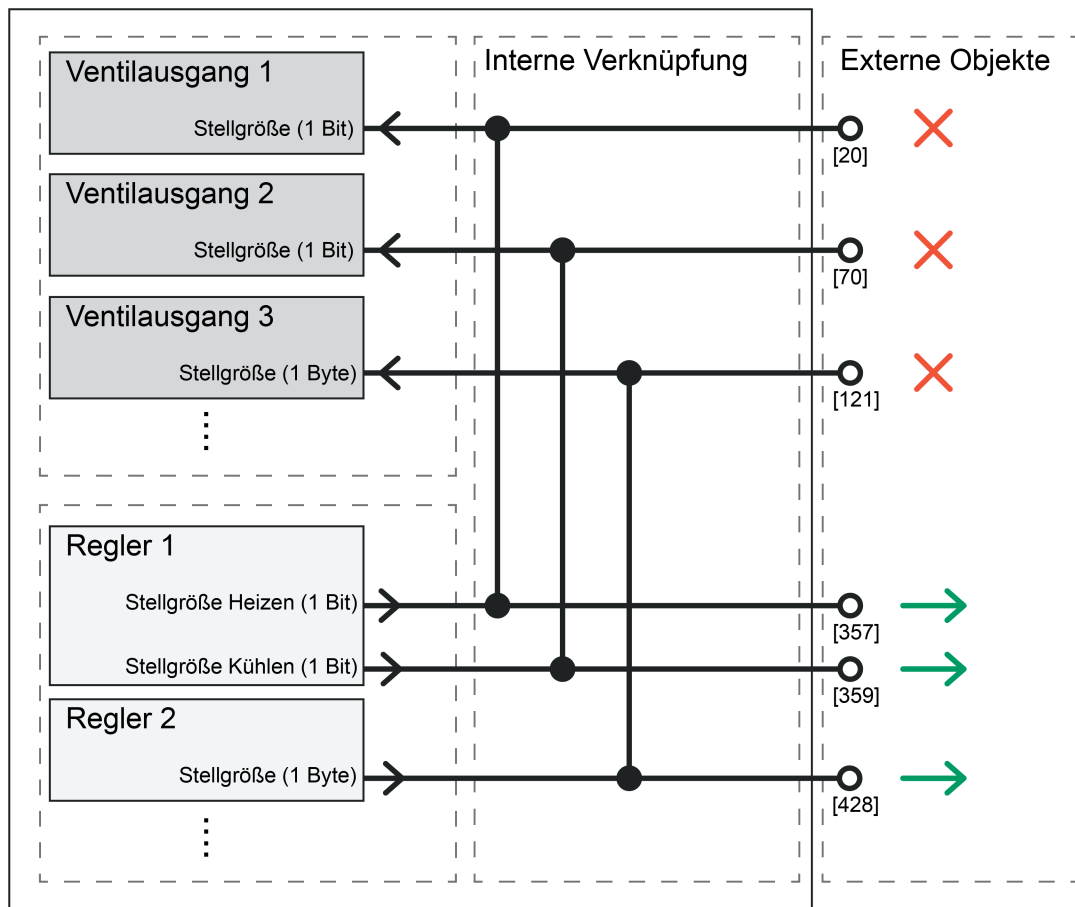 Ventilausgang 1
Stellgröße (1 Bit)
Ventilausgang 2
Stellgröße (1 Bit)
Ventilausgang 3
Stellgröße (1 Byte)
Interne Verknüpfung
Externe Objekte
[20]
[70]
[121]
Regler 1
Stellgröße Heizen (1 Bit)
[357]
Stellgröße Kühlen (1 Bit)
[359]
Regler 2
Stellgröße (1 Byte)
[428]